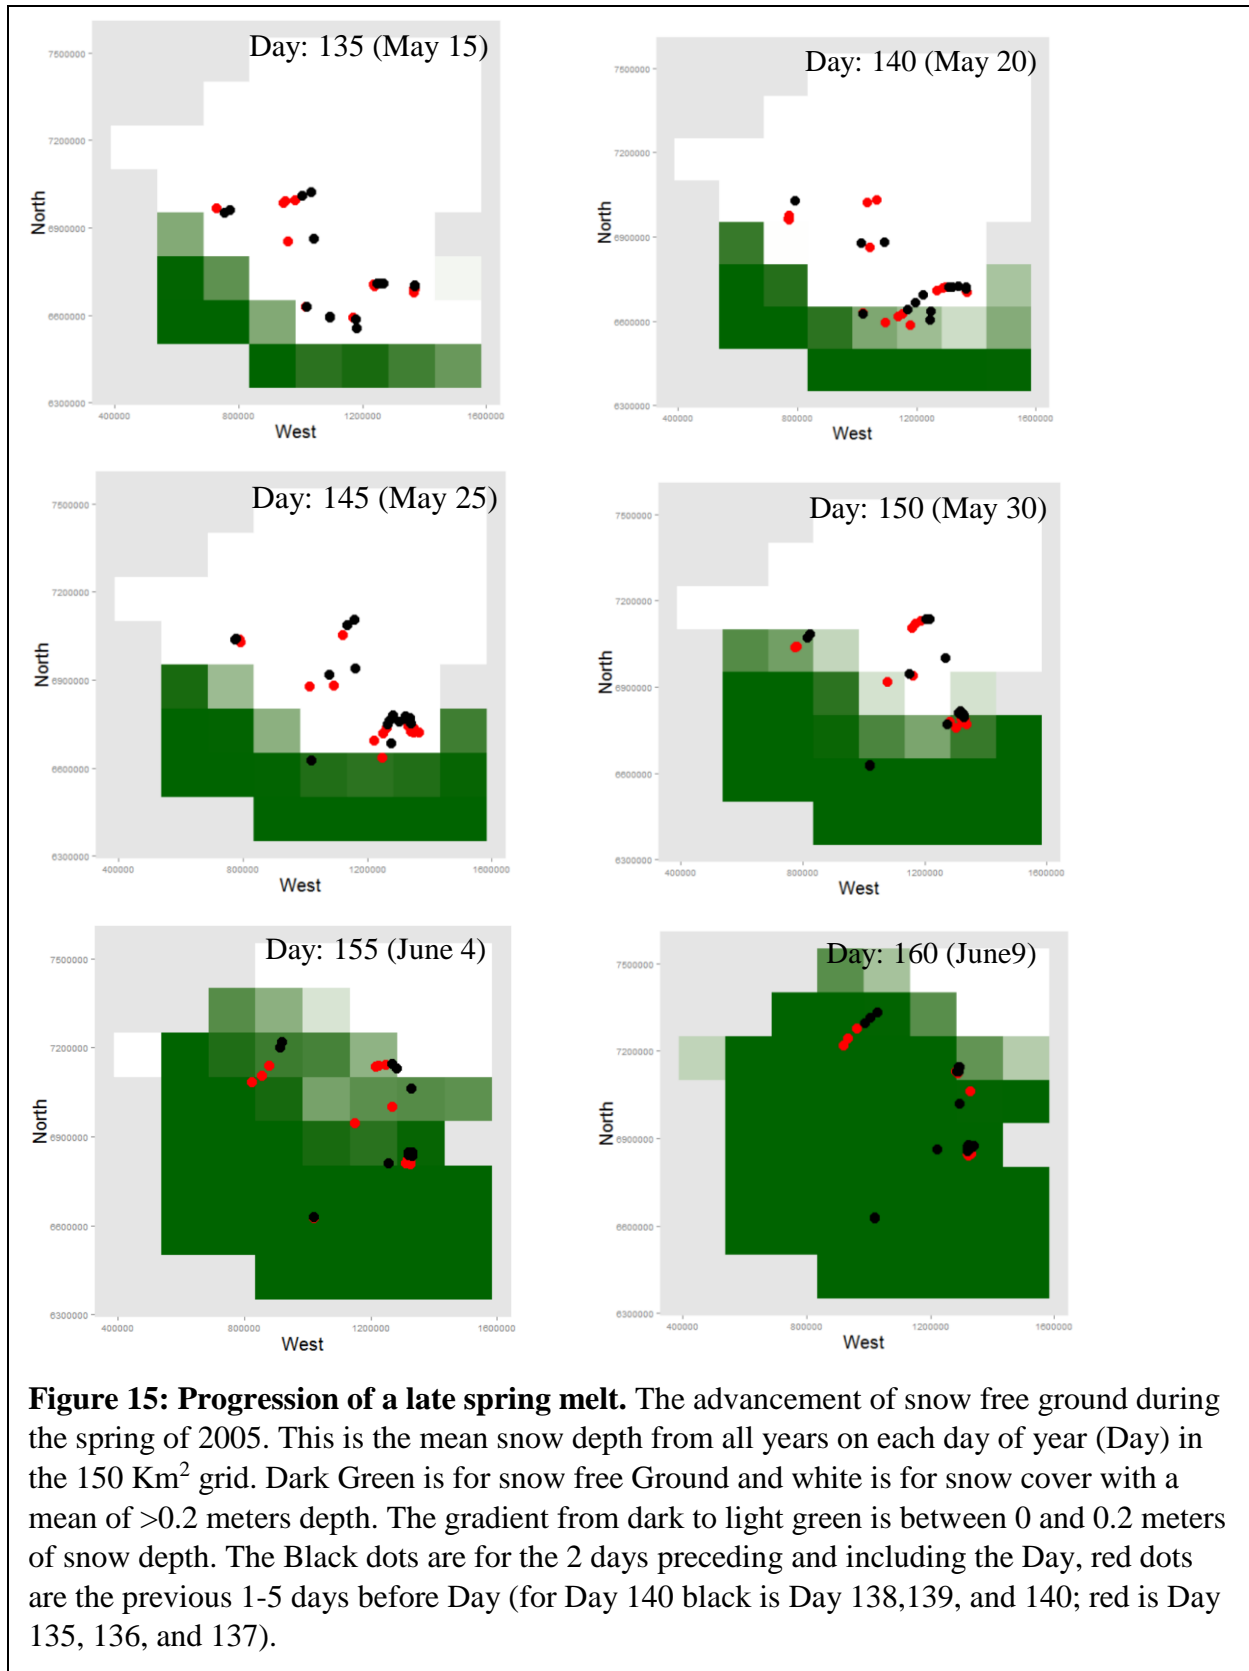 Day: 135 (May 15)
7500000
7200000
6900000
6600000
6300000
North
400000
800000
1200000
1600000
West
Day: 140 (May 20)
7500000
7200000
6900000
6600000
6300000
North
400000
800000
1200000
1600000
West
Day: 145 (May 25)
7500000
7200000
6900000
6600000
6300000
North
400000
800000
1200000
1600000
West
Day: 150 (May 30)
7500000
7200000
6900000
6600000
6300000
North
400000
800000
1200000
1600000
West
Day: 155 (June 4)
7500000
7200000
6900000
6600000
6300000
North
400000
800000
1200000
1600000
West
Day: 160 (June9)
7500000
7200000
6900000
6600000
6300000
North
400000
800000
1200000
1600000
West
Figure 15: Progression of a late spring melt. The advancement of snow free ground during
the spring of 2005. This is the mean snow depth from all years on each day of year (Day) in
the 150 Km² grid. Dark Green is for snow free Ground and white is for snow cover with a
mean of >0.2 meters depth. The gradient from dark to light green is between 0 and 0.2 meters
of snow depth. The Black dots are for the 2 days preceding and including the Day, red dots
are the previous 1-5 days before Day (for Day 140 black is Day 138,139, and 140; red is Day
135, 136, and 137).